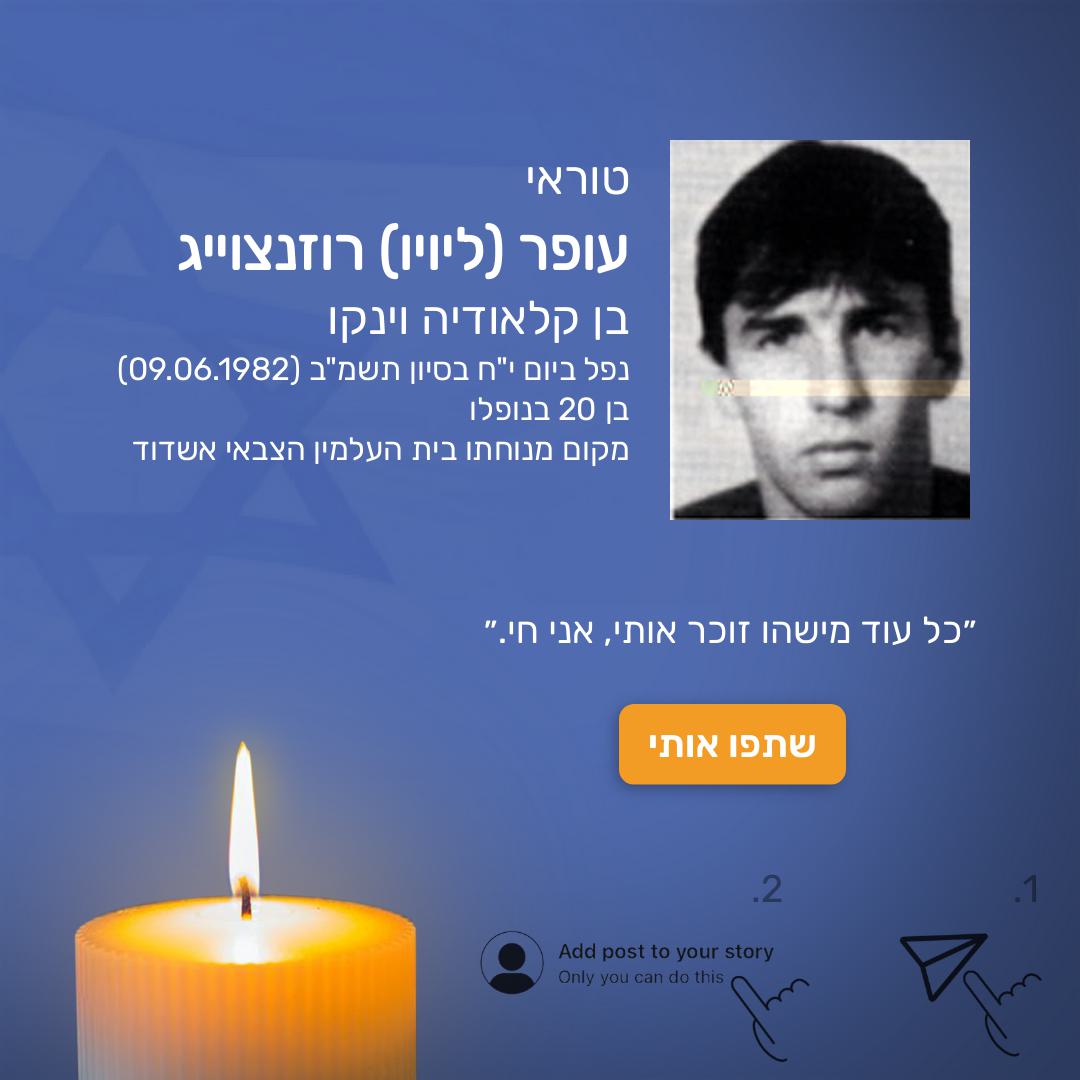 טוראי
עופר (ליויו) רוזנצוייג
בן קלאודיה וינקו
נפל ביום י"ח בסיון תשמ"ב (09.06.1982)
בן 20 בנופלו
מקום מנוחתו בית העלמין הצבאי אשדוד
״כל עוד מישהו זוכר אותי, אני חי.״
שתפו אותי
1.
2.
Add post to your story
Only you can do this